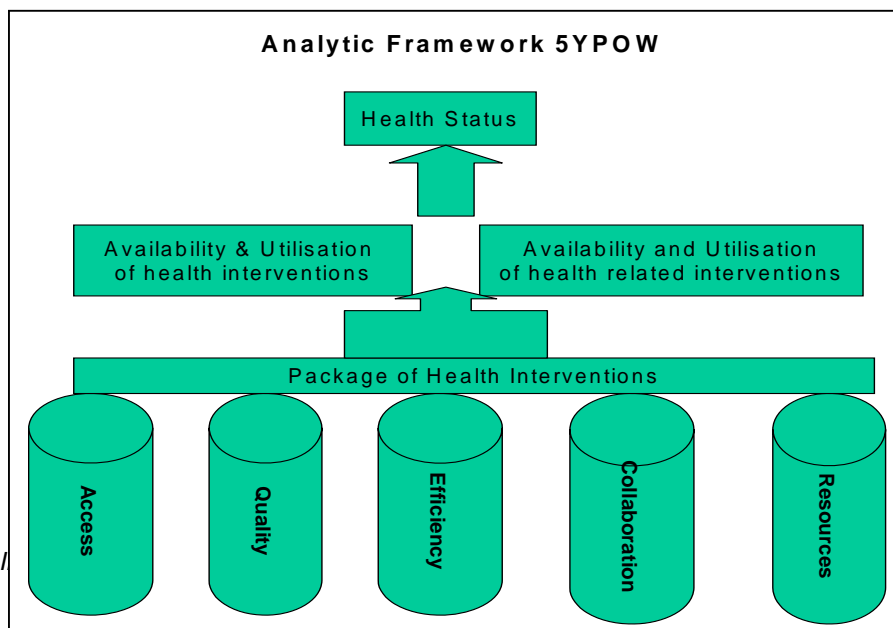 Analytic Framework 5YPOW
Health Status
Availability & Utilisation
of health interventions
Availability and Utilisation
of health related interventions
Package of Health Interventions
Access
Quality
Efficiency
Collaboration
Resources